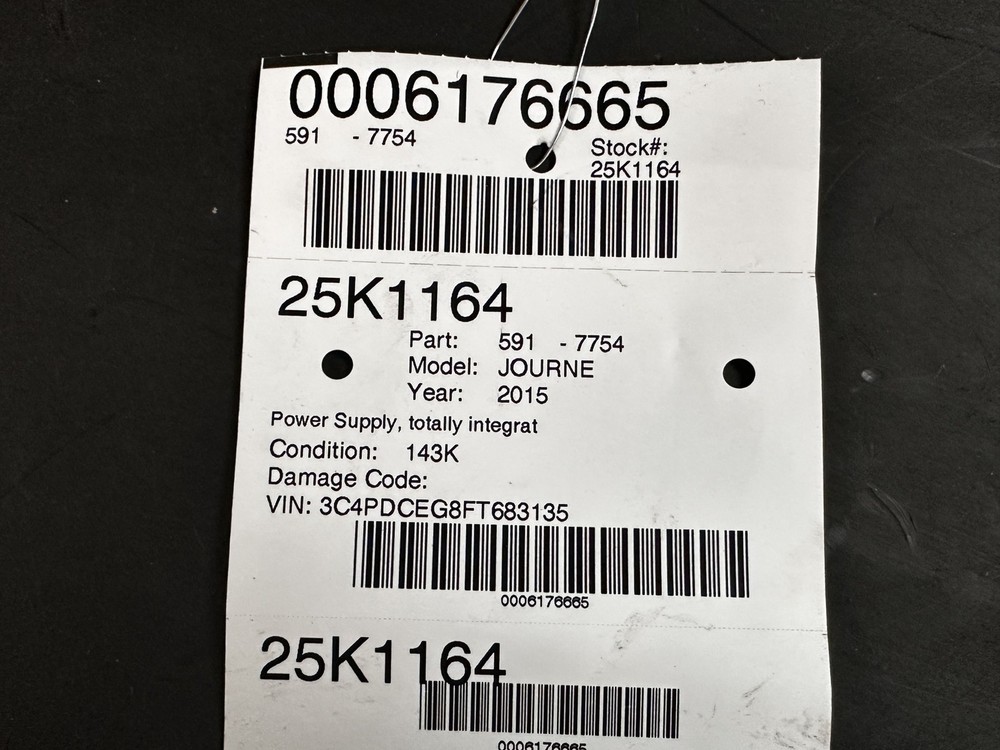 0006176665
591 - 7754
Stock#:
25K1164
25K1164
Part: 591 - 7754
Model: JOURNE
Year: 2015
Power Supply, totally integrat
Condition: 143K
Damage Code:
VIN: 3C4PDCEG8FT683135
0006176665
25K1164
0006176665